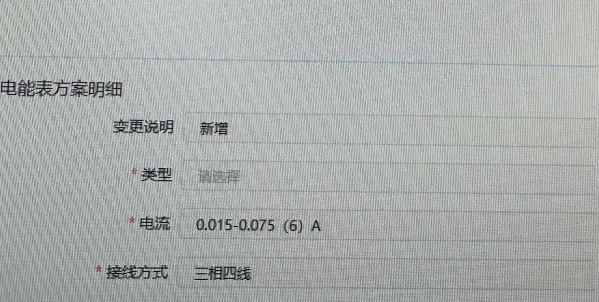 电能表方案明细
变更说明 新增
* 类型 请选择
* 电流 0.015-0.075（6）A
* 接线方式 三相四线